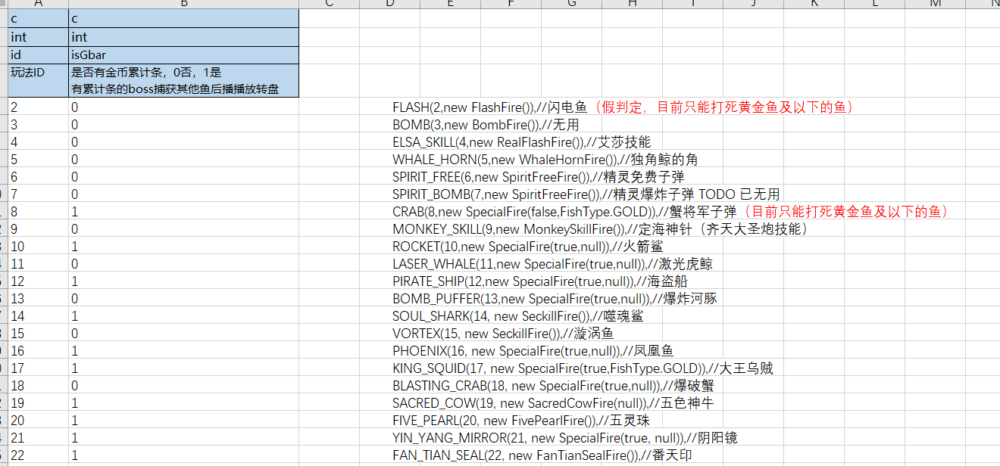 A B C D E F G H I J K L M N
c c
int int
id isGbar
玩法ID 是否有金币累计条，0否，1是
有累计条的boss捕获其他鱼后播播放转盘
2 0 FLASH(2,new FlashFire()),//闪电鱼（假判定，目前只能打死黄金鱼及以下的鱼）
3 0 BOMB(3,new BombFire()),//无用
4 0 ELSA_SKILL(4,new RealFlashFire()),//艾莎技能
5 0 WHALE_HORN(5,new WhaleHornFire()),//独角鲸的角
6 0 SPIRIT_FREE(6,new SpiritFreeFire()),//精灵免费子弹
7 0 SPIRIT_BOMB(7,new SpiritFreeFire()),//精灵爆炸子弹 TODO 已无用
8 1 CRAB(8,new SpecialFire(false,FishType.GOLD)),//蟹将军子弹（目前只能打死黄金鱼及以下的鱼）
9 0 MONKEY_SKILL(9,new MonkeySkillFire()),//定海神针（齐天大圣炮技能）
10 1 ROCKET(10,new SpecialFire(true,null)),//火箭鲨
11 0 LASER_WHALE(11,new SpecialFire(true,null)),//激光虎鲸
12 1 PIRATE_SHIP(12,new SpecialFire(true,null)),//海盗船
13 0 BOMB_PUFFER(13,new SpecialFire(true,null)),//爆炸河豚
14 1 SOUL_SHARK(14, new SeckillFire()),//噬魂鲨
15 0 VORTEX(15, new SeckillFire()),//漩涡鱼
16 1 PHOENIX(16, new SpecialFire(true,null)),//凤凰鱼
17 1 KING_SQUID(17, new SpecialFire(true,FishType.GOLD)),//大王乌贼
18 0 BLASTING_CRAB(18, new SpecialFire(true,null)),//爆破蟹
19 1 SACRED_COW(19, new SacredCowFire(null)),//五色神牛
20 1 FIVE_PEARL(20, new FivePearlFire()),//五灵珠
21 1 YIN_YANG_MIRROR(21, new SpecialFire(true, null)),//阴阳镜
22 1 FAN_TIAN_SEAL(22, new FanTianSealFire()),//番天印